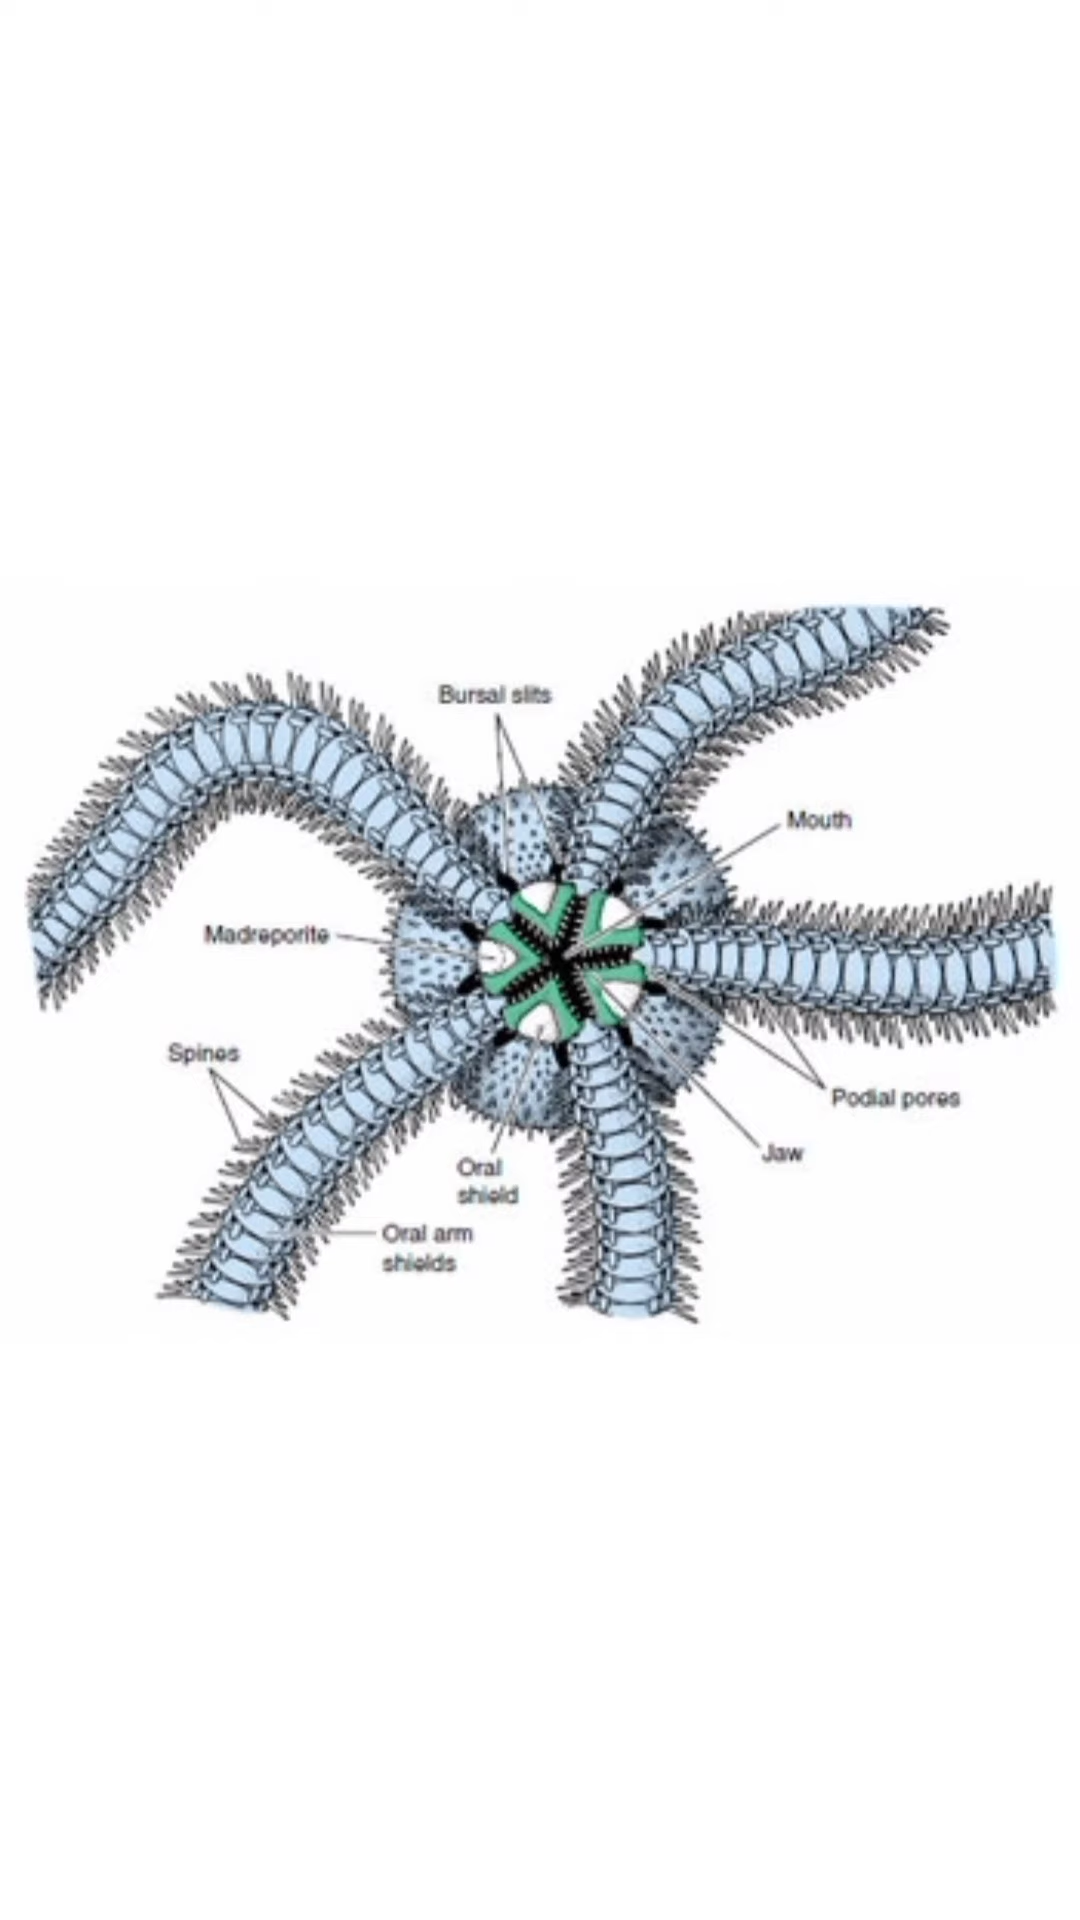 Bursal slits
Mouth
Madreporite
Spines
Podial pores
Jaw
Oral
shield
Oral arm
shields